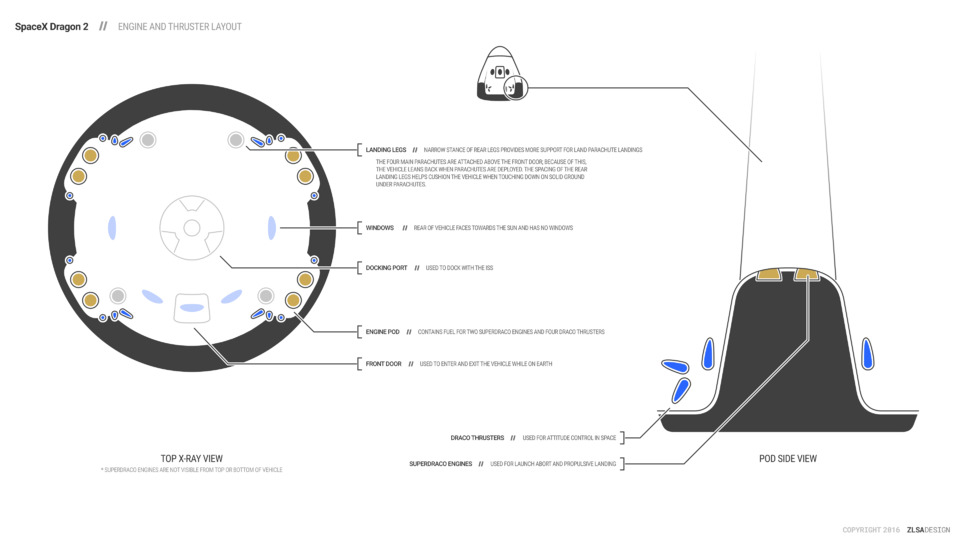 SpaceX Dragon 2 // ENGINE AND THRUSTER LAYOUT
LANDING LEGS // NARROW STANCE OF REAR LEGS PROVIDES MORE SUPPORT FOR LAND PARACHUTE LANDINGS
THE FOUR MAIN PARACHUTES ARE ATTACHED ABOVE THE FRONT DOOR; BECAUSE OF THIS,
THE VEHICLE LEANS BACK WHEN PARACHUTES ARE DEPLOYED. THE SPACING OF THE REAR
LANDING LEGS HELPS CUSHION THE VEHICLE WHEN TOUCHING DOWN ON SOLID GROUND
UNDER PARACHUTES.
WINDOWS // REAR OF VEHICLE FACES TOWARDS THE SUN AND HAS NO WINDOWS
DOCKING PORT // USED TO DOCK WITH THE ISS
ENGINE POD // CONTAINS FUEL FOR TWO SUPERDRACO ENGINES AND FOUR DRACO THRUSTERS
FRONT DOOR // USED TO ENTER AND EXIT THE VEHICLE WHILE ON EARTH
DRACO THRUSTERS // USED FOR ATTITUDE CONTROL IN SPACE
SUPERDRACO ENGINES // USED FOR LAUNCH ABORT AND PROPULSIVE LANDING
TOP X-RAY VIEW
* SUPERDRACO ENGINES ARE NOT VISIBLE FROM TOP OR BOTTOM OF VEHICLE
POD SIDE VIEW
COPYRIGHT 2016 ZLSADESIGN